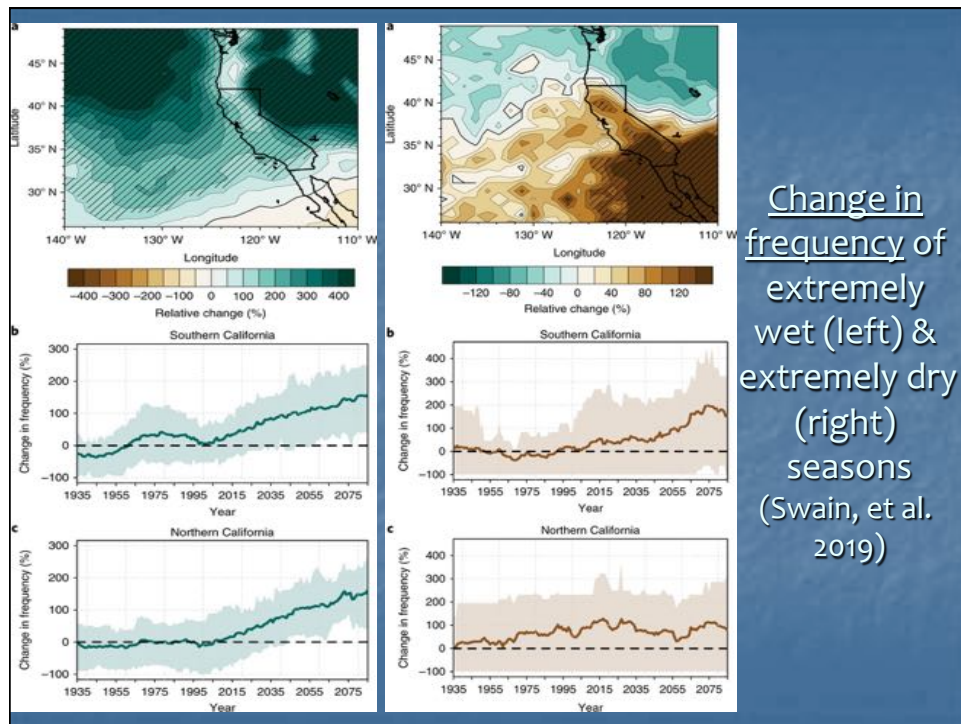 a
45° N
40° N
35° N
30° N
Latitude
140° W 130° W 120° W 110° W
Longitude
−400 −300 −200 −100 0 100 200 300 400
Relative change (%)
b
Southern California
Change in frequency (%)
300
200
100
0
−100
1935 1955 1975 1995 2015 2035 2055 2075
Year
c
Northern California
Change in frequency (%)
300
200
100
0
−100
1935 1955 1975 1995 2015 2035 2055 2075
Year
a
45° N
40° N
35° N
30° N
Latitude
140° W 130° W 120° W 110° W
Longitude
−120 −80 −40 0 40 80 120
Relative change (%)
b
Southern California
Change in frequency (%)
400
300
200
100
0
−100
1935 1955 1975 1995 2015 2035 2055 2075
Year
c
Northern California
Change in frequency (%)
400
300
200
100
0
−100
1935 1955 1975 1995 2015 2035 2055 2075
Year
Change in
frequency of
extremely
wet (left) &
extremely dry
(right)
seasons
(Swain, et al.
2019)